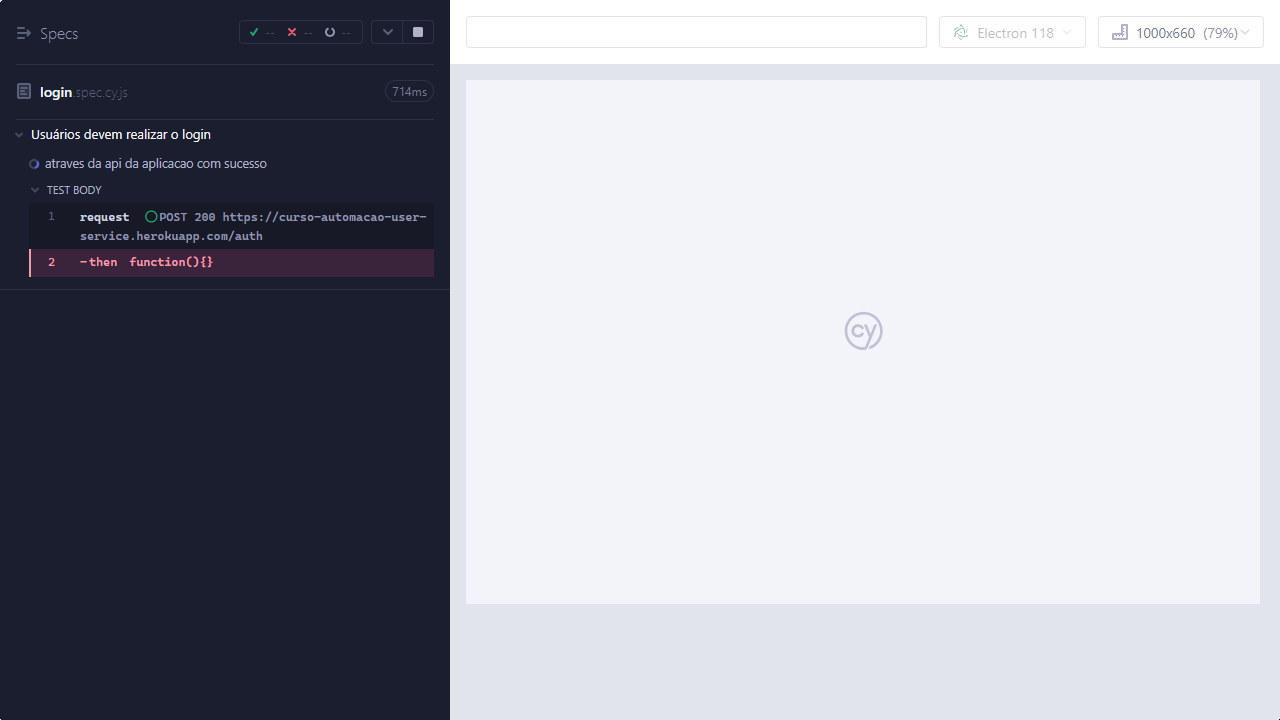 Specs
--
--
--
Electron 118
1000x660 (79%)
login.spec.cy.js
714ms
Usuários devem realizar o login
atraves da api da aplicacao com sucesso
TEST BODY
1 request POST 200 https://curso-automacao-user-
service.herokuapp.com/auth
2 -then function(){}
cy